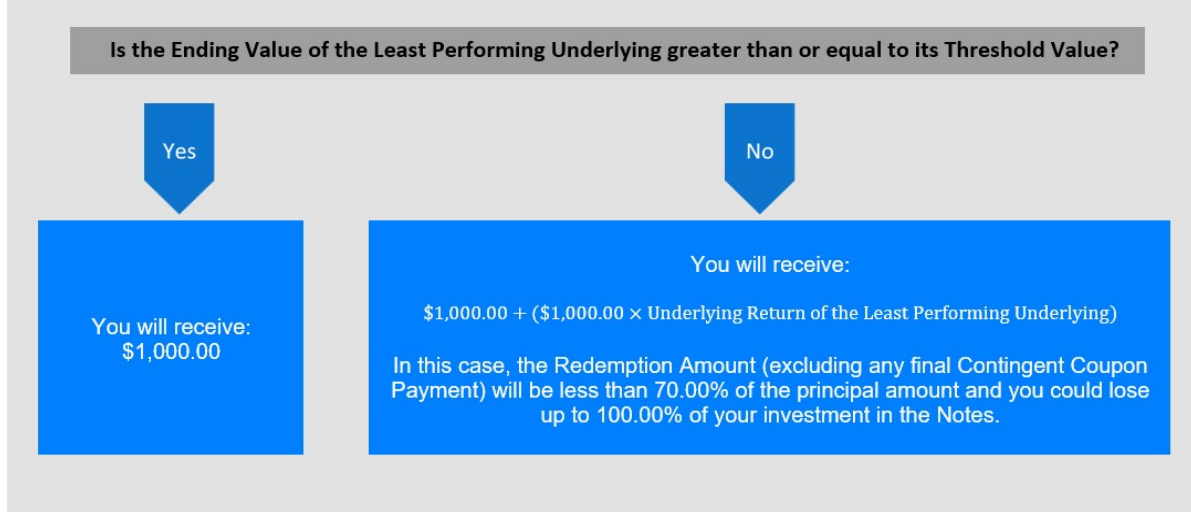 Is the Ending Value of the Least Performing Underlying greater than or equal to its Threshold Value?
Yes
No
You will receive:
$1,000.00
You will receive:
$1,000.00 + ($1,000.00 × Underlying Return of the Least Performing Underlying)
In this case, the Redemption Amount (excluding any final Contingent Coupon
Payment) will be less than 70.00% of the principal amount and you could lose
up to 100.00% of your investment in the Notes.